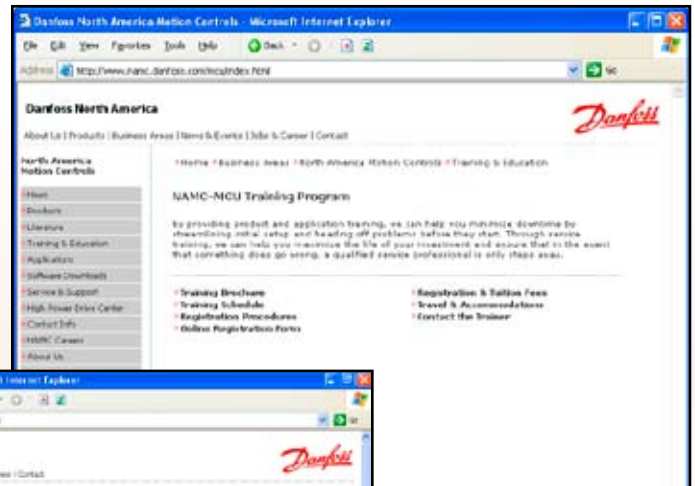 Danfoss North America Motion Controls - Microsoft Internet Explorer
File Edit View Favorites Tools Help Back
Address http://www.namc.danfoss.com/mcu/index.html Go
Danfoss North America
Danfoss
About Us | Products | Business Areas | News & Events | Jobs & Career | Contact
North America
Motion Controls
Home Business Areas North America Motion Controls Training & Education
News
Products
Literature
Training & Education
Applications
Software Downloads
Service & Support
High Power Drive Center
Contact Info
NAMC Careers
About Us
NAMC-MCU Training Program
by providing product and application training, we can help you minimize downtime by
streamlining initial setup and heading off problems before they start. Through service
training, we can help you maximize the life of your investment and ensure that in the event
that something does go wrong, a qualified service professional is only steps away.
Training Brochure
Training Schedule
Registration Procedures
Online Registration Form
Registration & Tuition Fees
Travel & Accommodations
Contact the Trainer
Internet Explorer
Danfoss
Contact